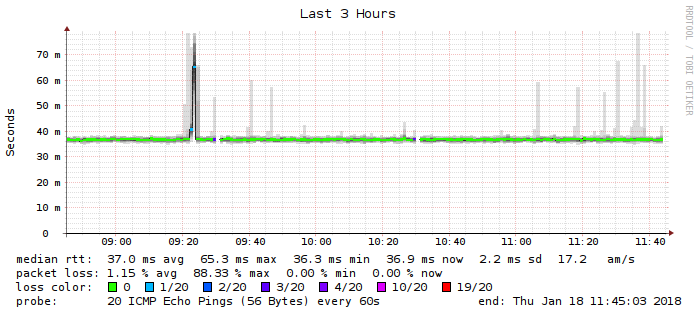 Last 3 Hours
RRDTOOL / TOBI OETIKER
Seconds
70 m
60 m
50 m
40 m
30 m
20 m
10 m
0
09:00 09:20 09:40 10:00 10:20 10:40 11:00 11:20 11:40
median rtt: 37.0 ms avg 65.3 ms max 36.3 ms min 36.9 ms now 2.2 ms sd 17.2 am/s
packet loss: 1.15 % avg 88.33 % max 0.00 % min 0.00 % now
loss color: 0 1/20 2/20 3/20 4/20 10/20 19/20
probe: 20 ICMP Echo Pings (56 Bytes) every 60s end: Thu Jan 18 11:45:03 2018